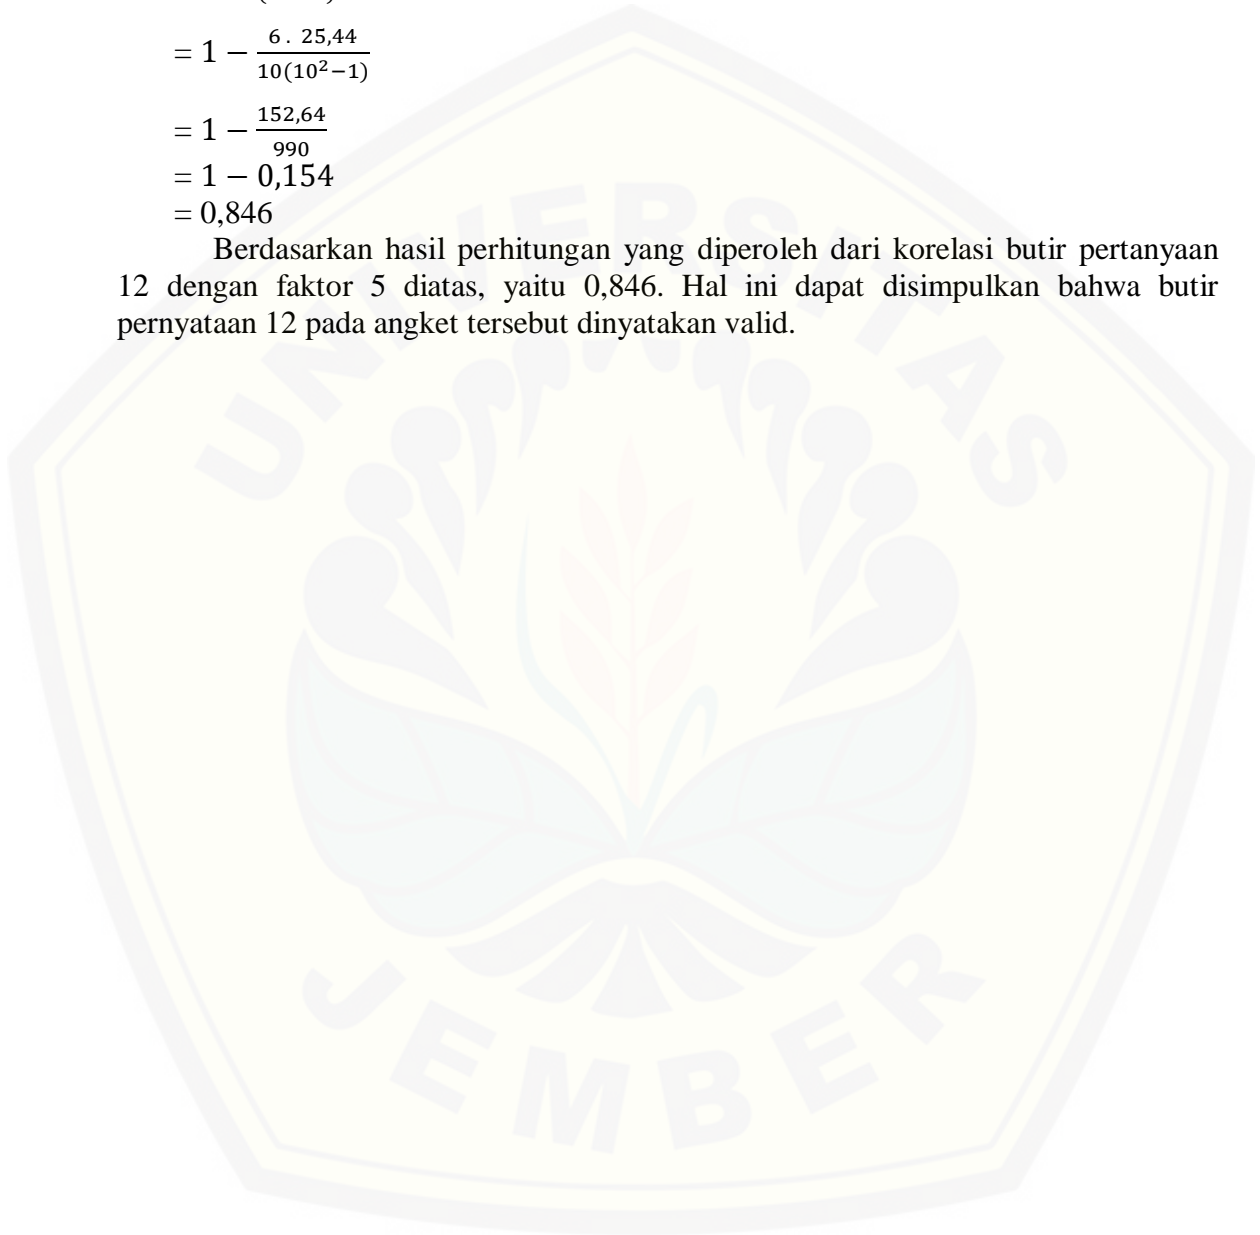 = 1 − 6 . 25,44 / 10(10²−1)
= 1 − 152,64 / 990
= 1 − 0,154
= 0,846
Berdasarkan hasil perhitungan yang diperoleh dari korelasi butir pertanyaan
12 dengan faktor 5 diatas, yaitu 0,846. Hal ini dapat disimpulkan bahwa butir
pernyataan 12 pada angket tersebut dinyatakan valid.
UNIVERSITAS
JEMBER